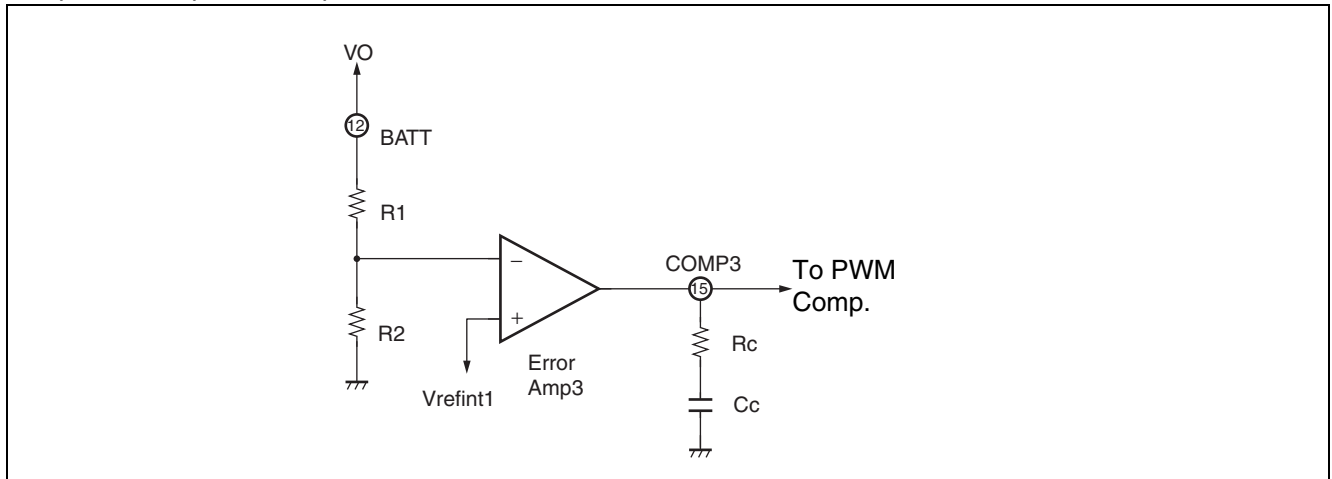 VO
12
BATT
R1
COMP3
To PWM
15
Comp.
−
+
R2
Rc
Error
Amp3
Vrefint1
Cc